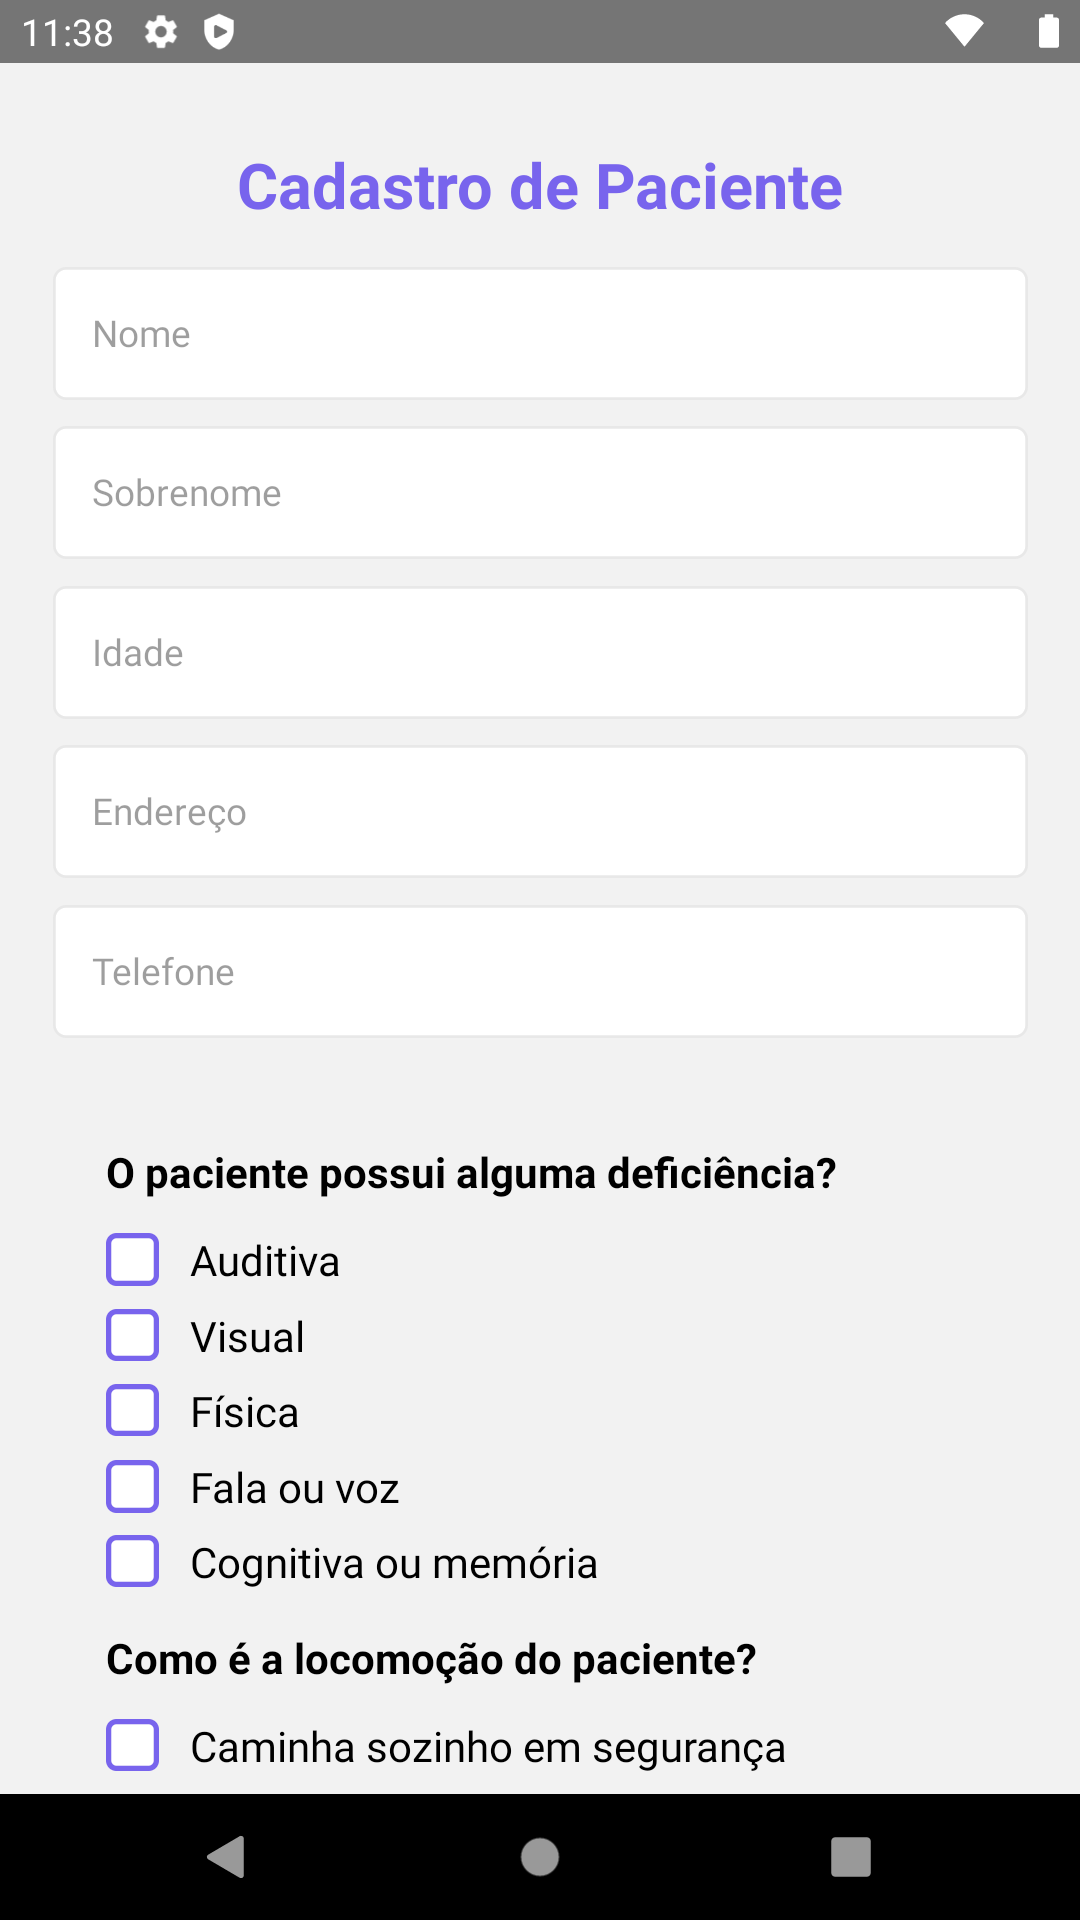 11:38
Cadastro de Paciente
Nome
Sobrenome
Idade
Endereço
Telefone
O paciente possui alguma deficiência?
Auditiva
Visual
Física
Fala ou voz
Cognitiva ou memória
Como é a locomoção do paciente?
Caminha sozinho em segurança